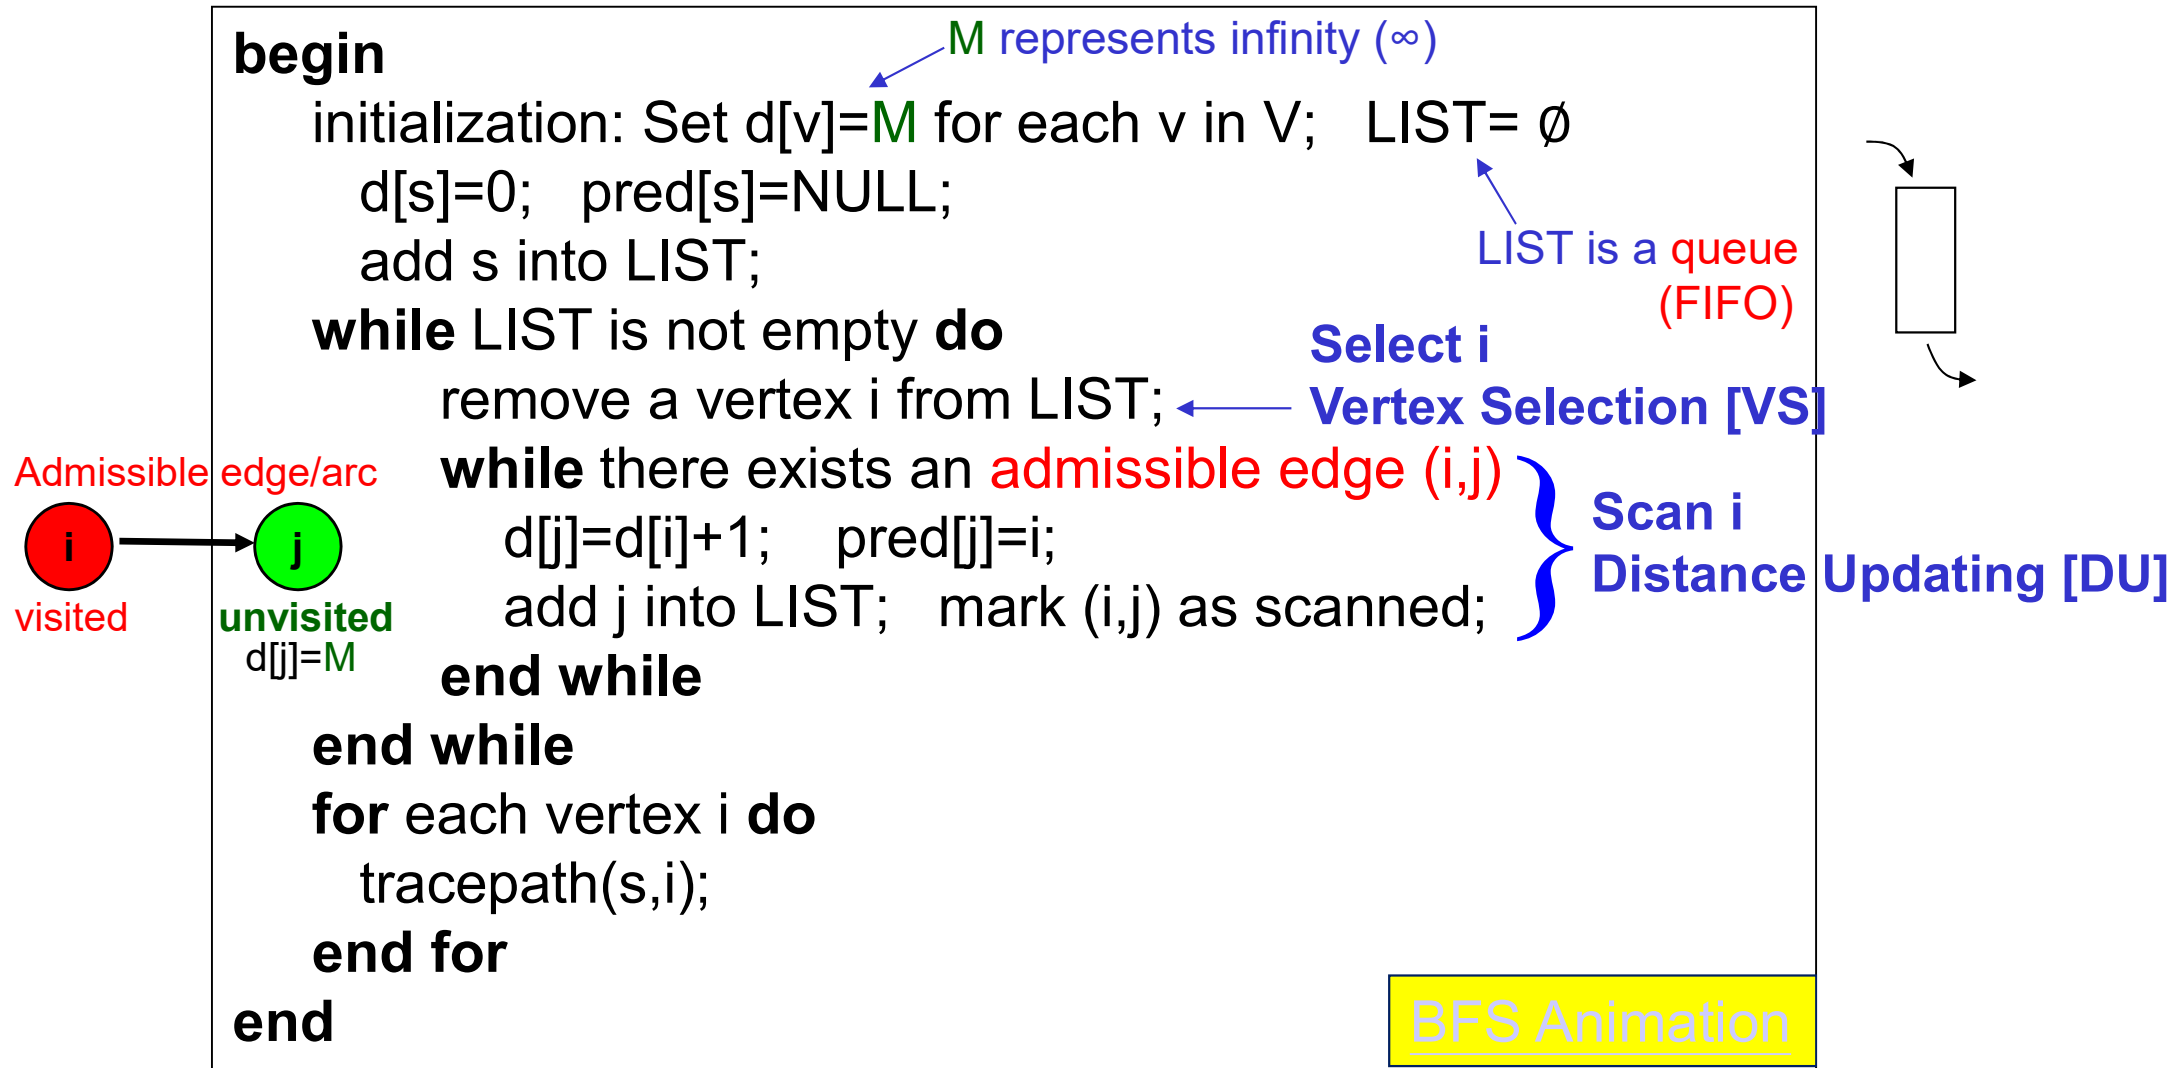 M represents infinity (∞)
begin
initialization: Set d[v]=M for each v in V; LIST= ∅
d[s]=0; pred[s]=NULL;
add s into LIST;
LIST is a queue
(FIFO)
while LIST is not empty do
Select i
remove a vertex i from LIST;
Vertex Selection [VS]
Admissible edge/arc
while there exists an admissible edge (i,j)
i
j
d[j]=d[i]+1; pred[j]=i;
Scan i
Distance Updating [DU]
visited
unvisited
d[j]=M
add j into LIST; mark (i,j) as scanned;
end while
end while
for each vertex i do
tracepath(s,i);
end for
end
BFS Animation